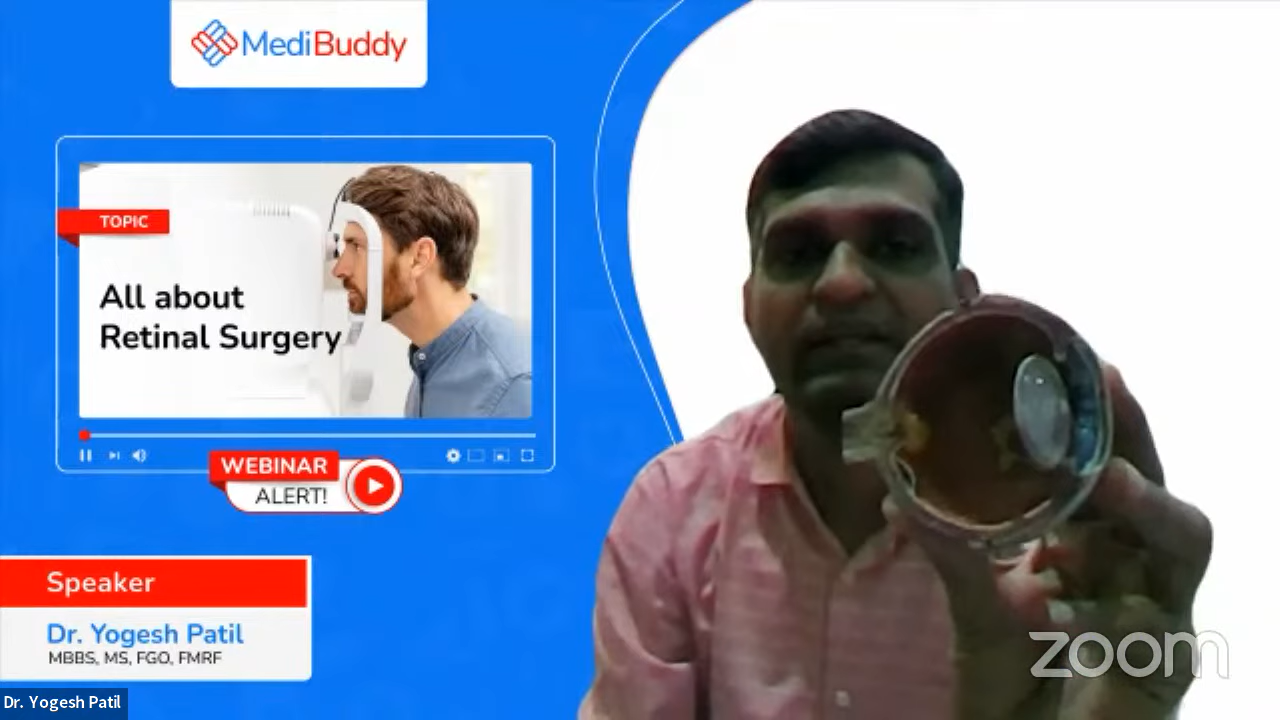 MediBuddy
TOPIC
All about
Retinal Surgery
WEBINAR
ALERT!
Speaker
Dr. Yogesh Patil
MBBS, MS, FGO, FMRF
Dr. Yogesh Patil
zoom